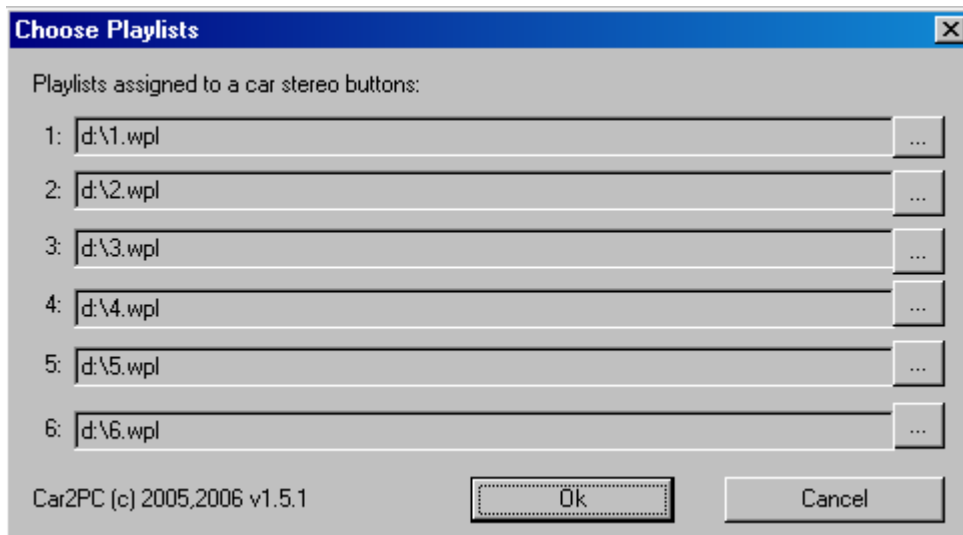 Choose Playlists
Playlists assigned to a car stereo buttons:
1: d:\1.wpl ...
2: d:\2.wpl ...
3: d:\3.wpl ...
4: d:\4.wpl ...
5: d:\5.wpl ...
6: d:\6.wpl ...
Car2PC (c) 2005,2006 v1.5.1 Ok Cancel